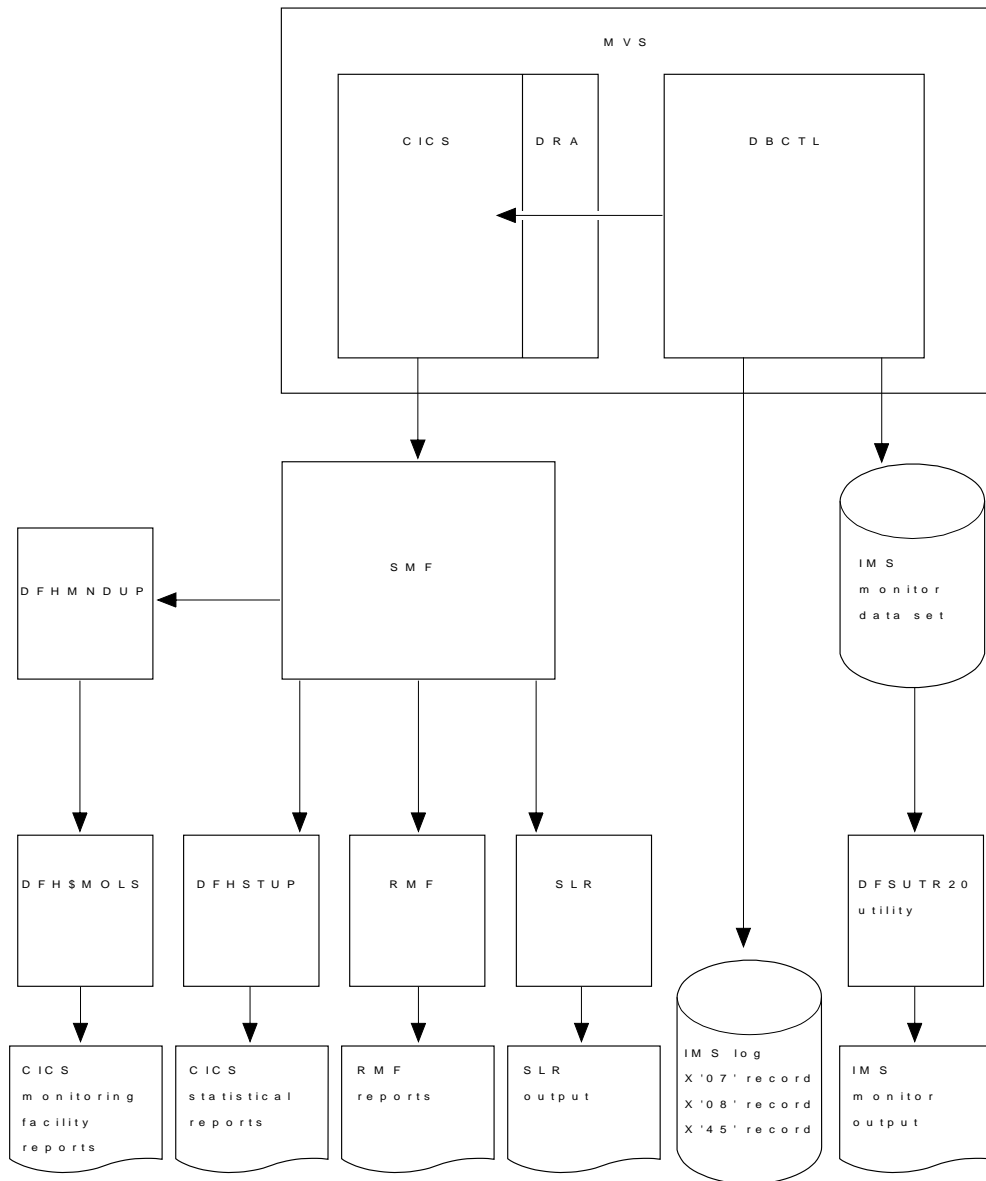 MVS
CICS
DRA
DBCTL
SMF
DFHMNDUP
IMS
monitor
data set
DFH$MOLS
DFHSTUP
RMF
SLR
DFSUTR20
utility
CICS
monitoring
facility
reports
CICS
statistical
reports
RMF
reports
SLR
output
IMS log
X'07' record
X'08' record
X'45' record
IMS
monitor
output